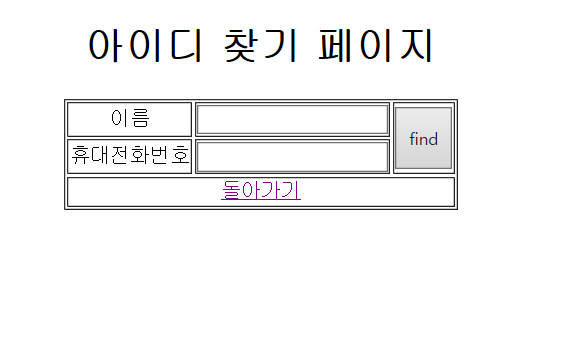 아이디 찾기 페이지
이름
find
휴대전화번호
돌아가기